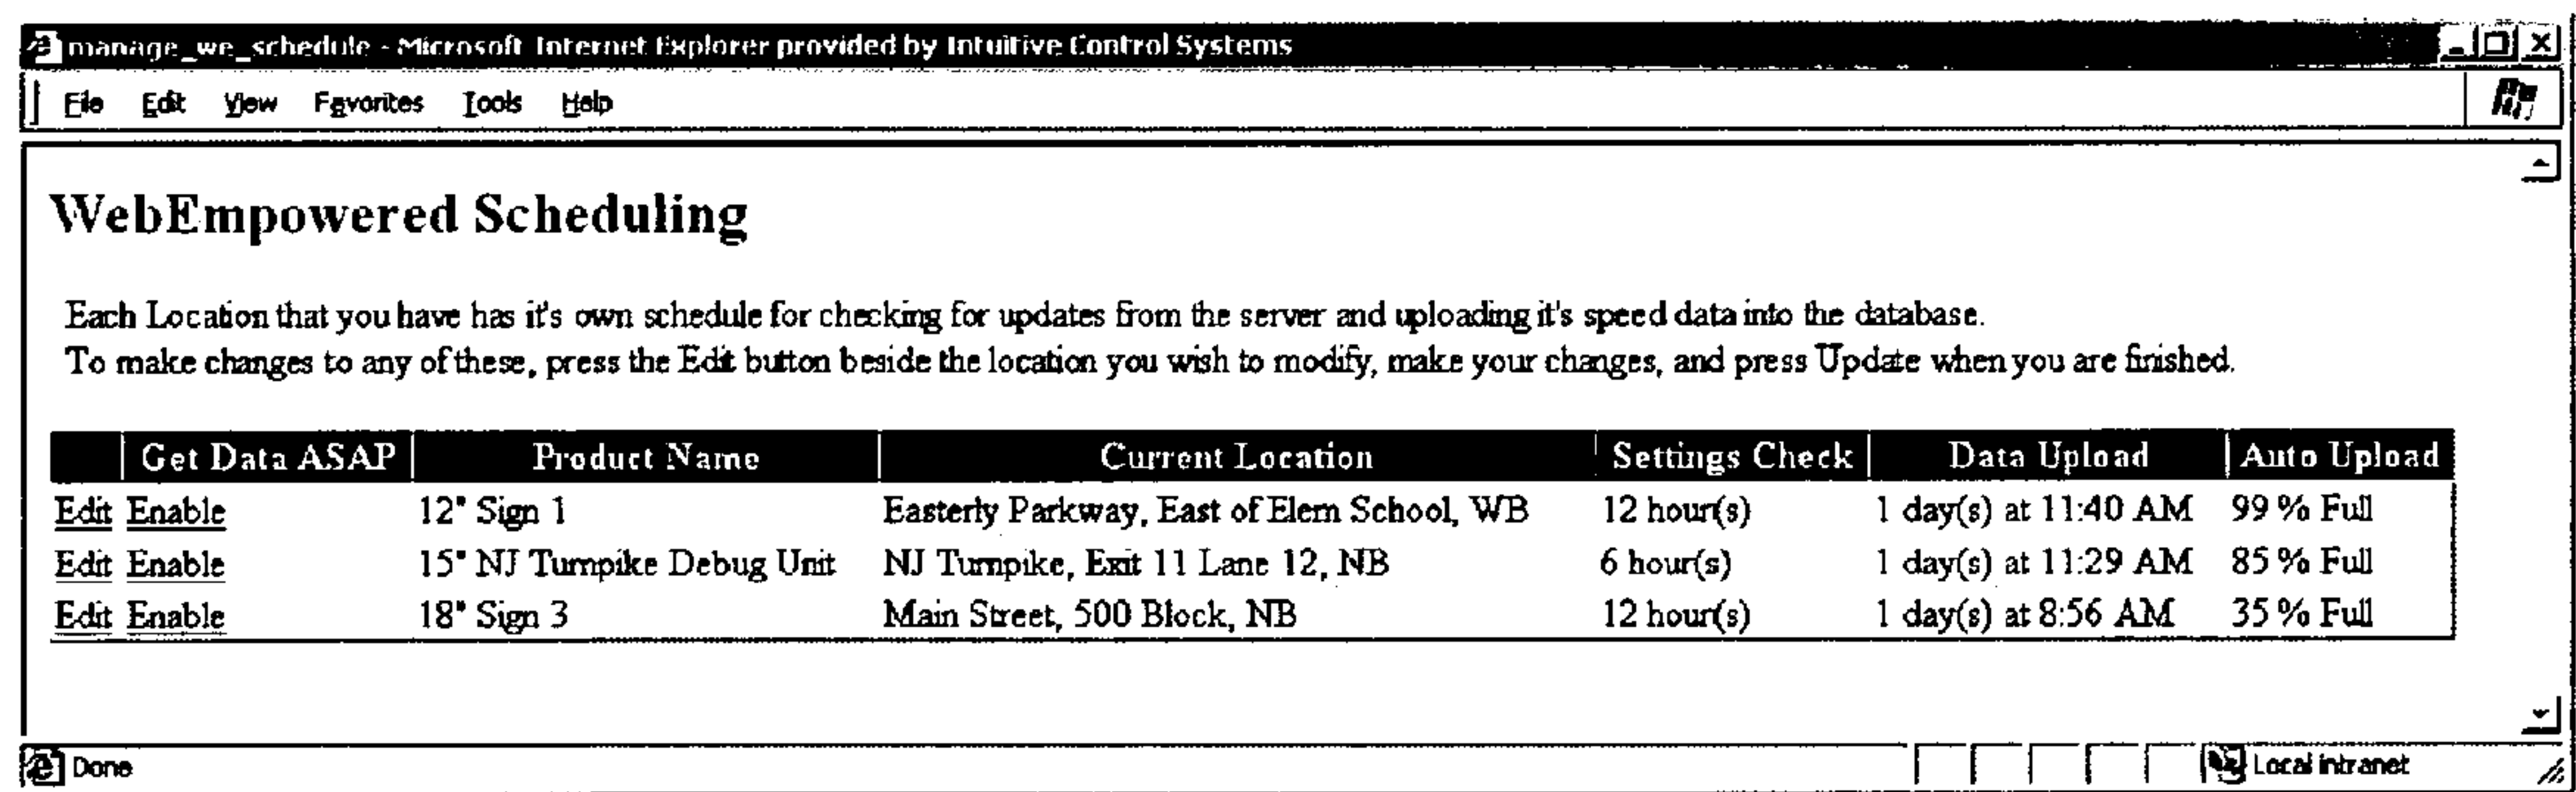 manage_we_schedule - Microsoft Internet Explorer provided by Intuitive Control Systems
File Edit View Favorites Tools Help
WebEmpowered Scheduling
Each Location that you have has it's own schedule for checking for updates from the server and uploading it's speed data into the database.
To make changes to any of these, press the Edit button beside the location you wish to modify, make your changes, and press Update when you are finished.
Get Data ASAP Product Name Current Location Settings Check Data Upload Auto Upload
Edit Enable 12" Sign 1 Easterly Parkway, East of Elem School, WB 12 hour(s) 1 day(s) at 11:40 AM 99 % Full
Edit Enable 15" NJ Turnpike Debug Unit NJ Turnpike, Exit 11 Lane 12, NB 6 hour(s) 1 day(s) at 11:29 AM 85 % Full
Edit Enable 18" Sign 3 Main Street, 500 Block, NB 12 hour(s) 1 day(s) at 8:56 AM 35 % Full
Done Local intranet